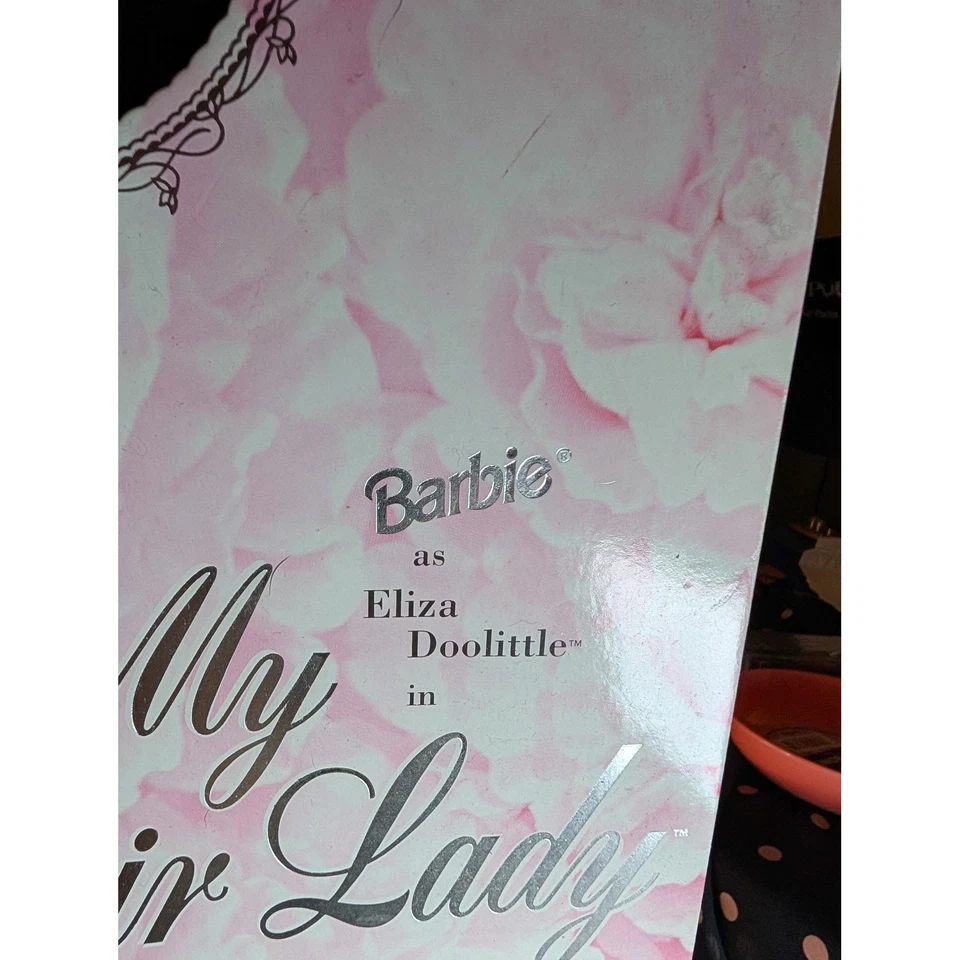 Barbie®
as
Eliza
Doolittle™
in
My
ir Lady™